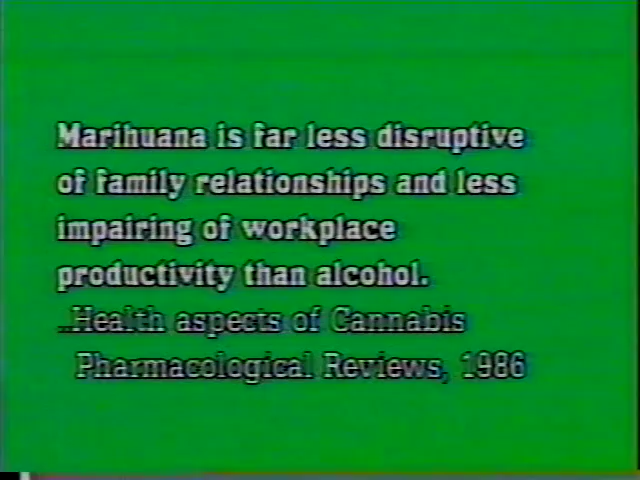 Marihuana is far less disruptive
of family relationships and less
impairing of workplace
productivity than alcohol.
..Health aspects of Cannabis
Pharmacological Reviews, 1986